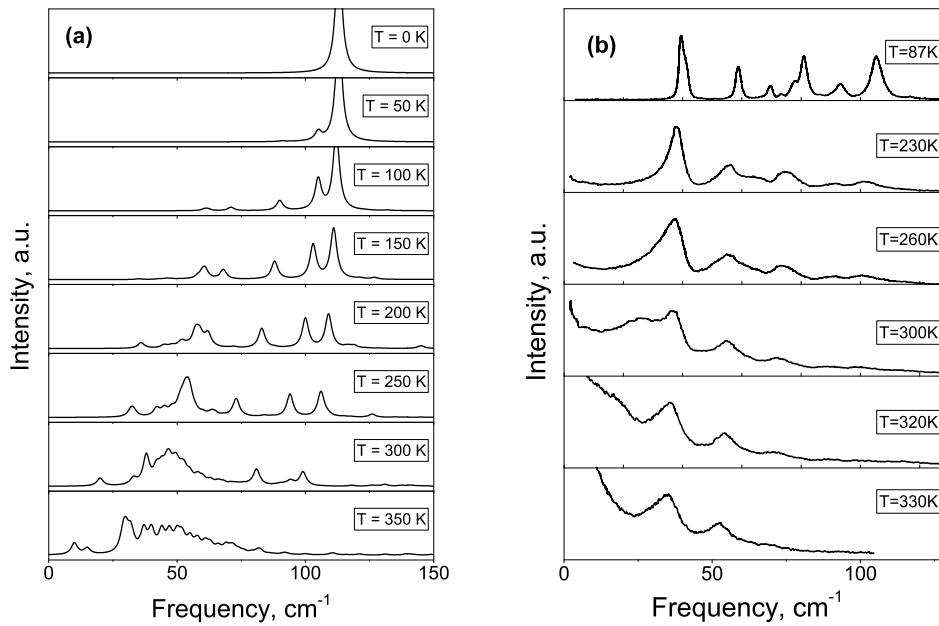 (a)
T = 0 K
T = 50 K
T = 100 K
T = 150 K
T = 200 K
T = 250 K
T = 300 K
T = 350 K
Intensity, a.u.
0 50 100 150
Frequency, cm⁻¹
(b)
T=87K
T=230K
T=260K
T=300K
T=320K
T=330K
Intensity, a.u.
0 50 100
Frequency, cm⁻¹